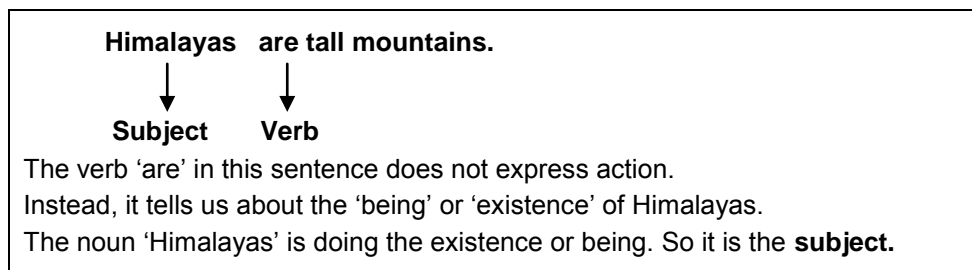 Himalayas are tall mountains.
Subject Verb
The verb ‘are’ in this sentence does not express action.
Instead, it tells us about the ‘being’ or ‘existence’ of Himalayas.
The noun ‘Himalayas’ is doing the existence or being. So it is the subject.